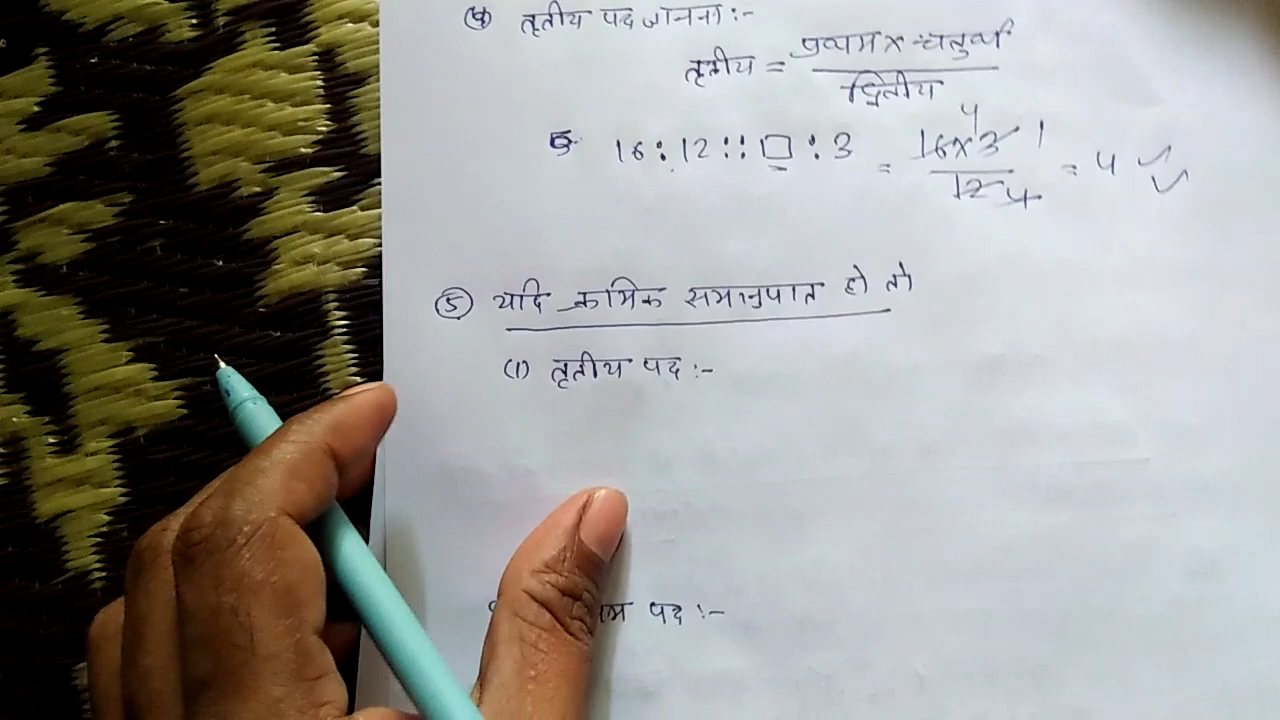 (4) तृतीय पद जानना :-
तृतीय = प्रथम x चतुर्थ / द्वितीय
16 : 12 :: □ : 3 = 16 x 3 / 12 = 4
(5) यदि क्रमिक समानुपात हो तो
(1) तृतीय पद :-
पद :-